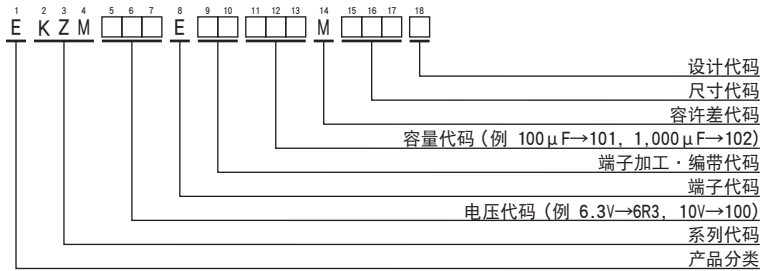 1 2 3 4 5 6 7 8 9 10 11 12 13 14 15 16 17 18
E K Z M □ □ □ E □ □ □ □ □ M □ □ □ □
设计代码
尺寸代码
容许差代码
容量代码（例 100μF→101, 1,000μF→102）
端子加工・编带代码
端子代码
电压代码（例 6.3V→6R3, 10V→100）
系列代码
产品分类